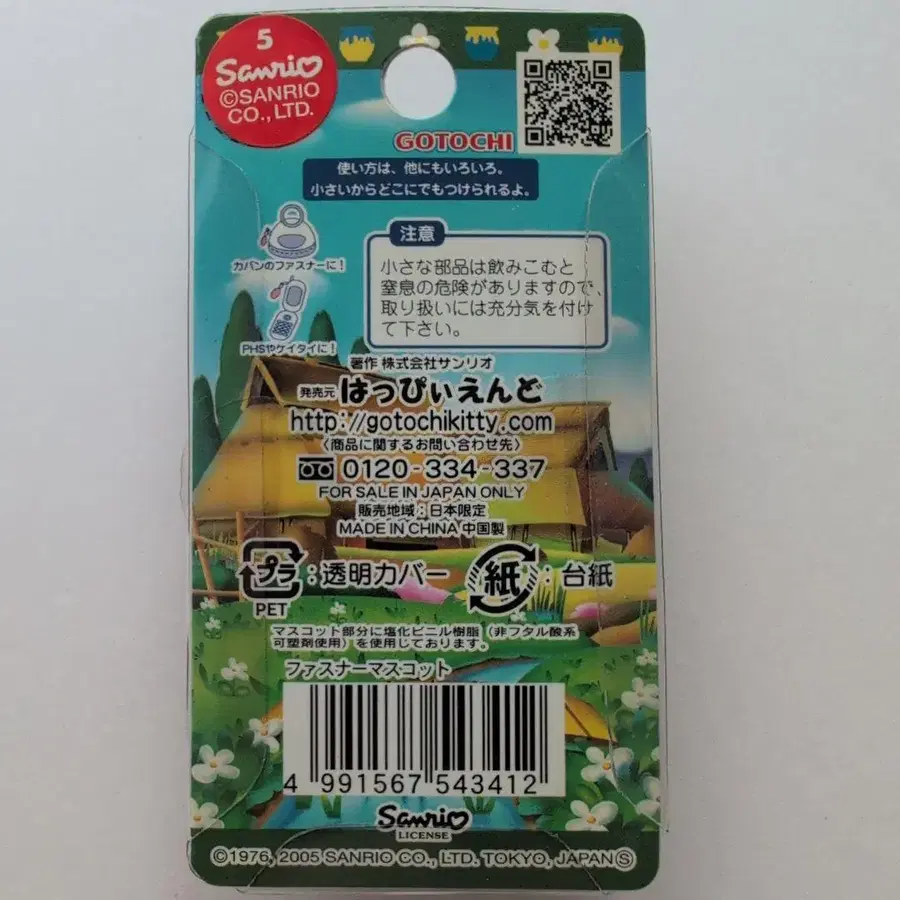 5
Sanrio
©SANRIO
CO., LTD.
GOTOCHI
使い方は、他にもいろいろ。
小さいからどこにでもつけられるよ。
カバンのファスナーに!
PHSやケイタイに!
注意
小さな部品は飲みこむと
窒息の危険がありますので、
取り扱いには充分気を付け
て下さい。
著作 株式会社サンリオ
発売元 はっぴぃえんど
http://gotochikitty.com
〈商品に関するお問い合わせ先〉
0120-334-337
FOR SALE IN JAPAN ONLY
販売地域:日本限定
MADE IN CHINA 中国製
プラ:透明カバー 紙:台紙
PET
マスコット部分に塩化ビニル樹脂(非フタル酸系
可塑剤使用)を使用しております。
ファスナーマスコット
4 991567 543412
Sanrio
LICENSE
©1976, 2005 SANRIO CO., LTD. TOKYO, JAPAN Ⓢ